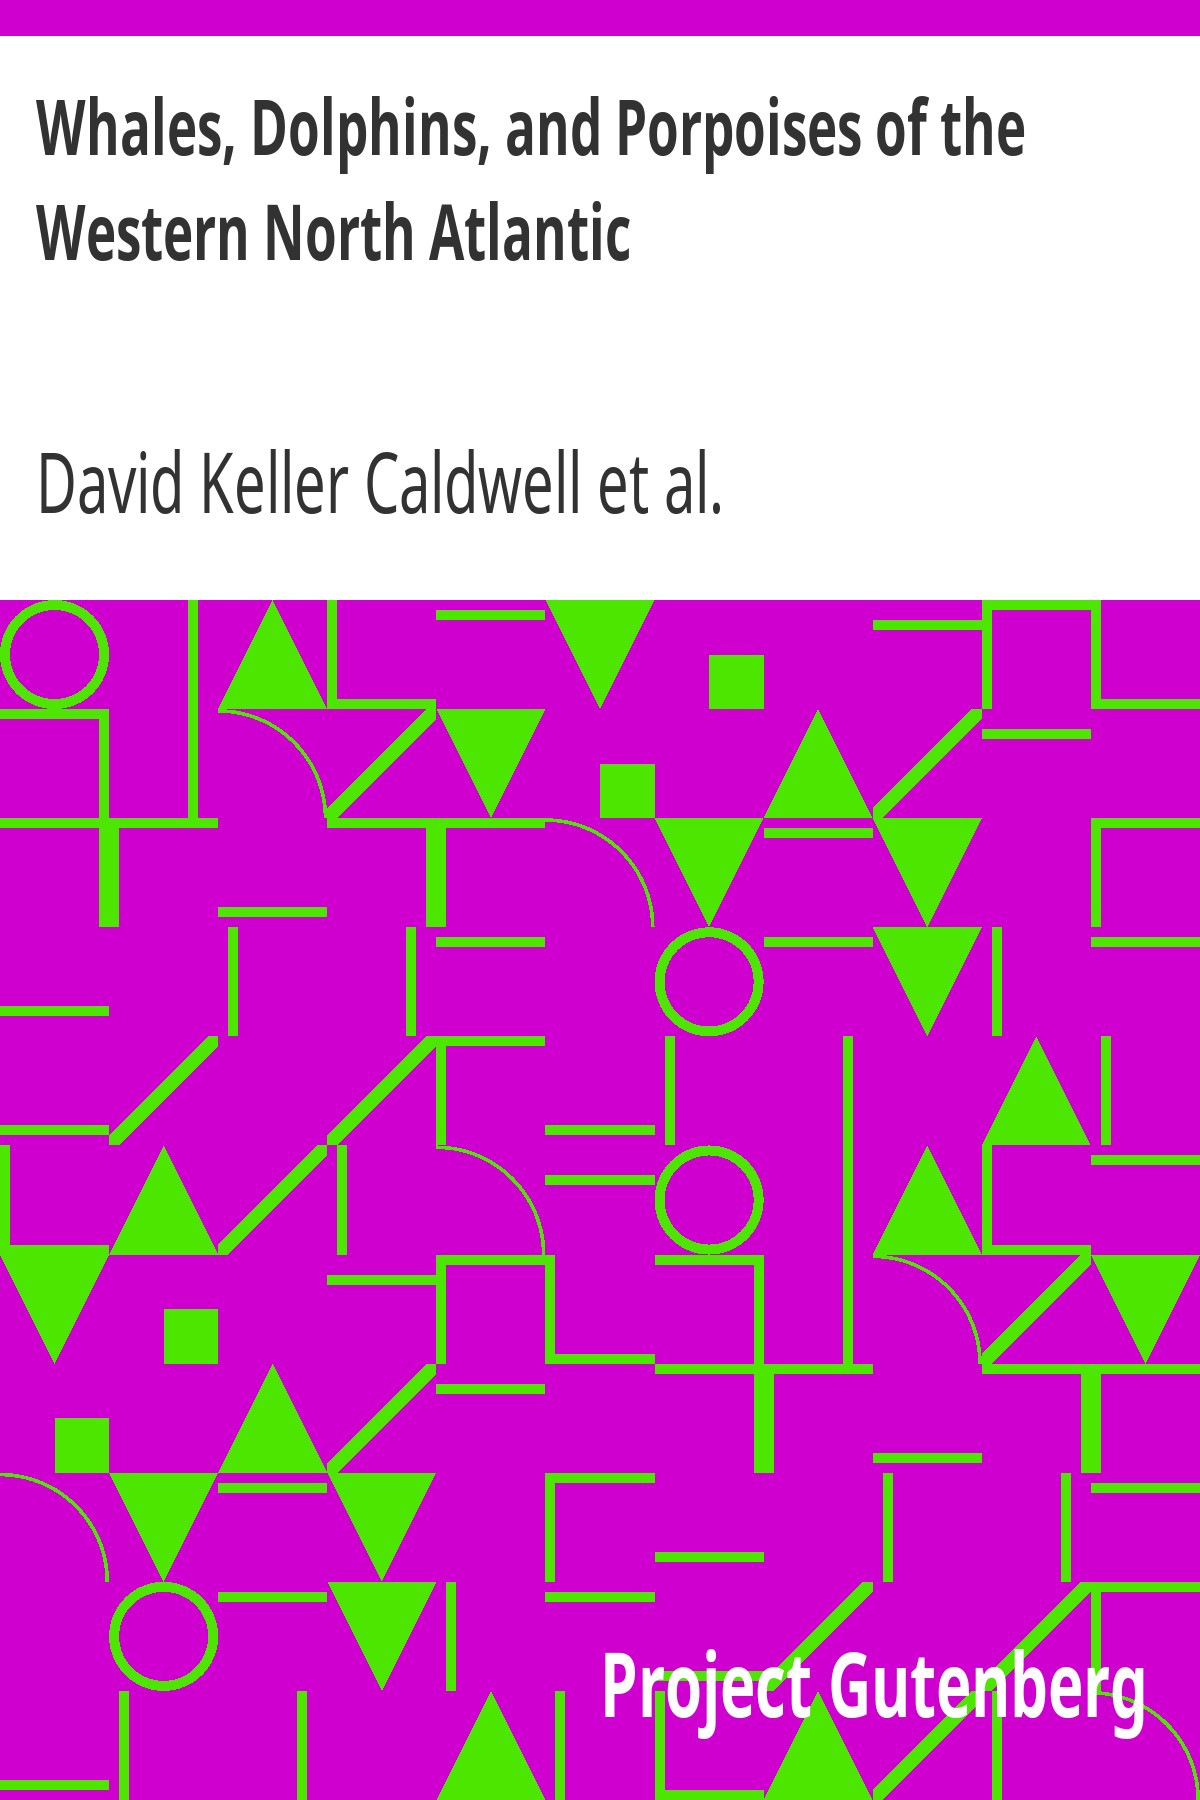 Whales, Dolphins, and Porpoises of the
Western North Atlantic
David Keller Caldwell et al.
Project Gutenberg